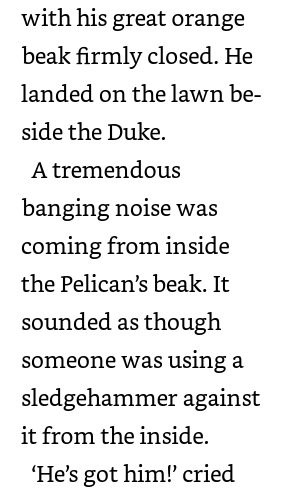 with his great orange
beak firmly closed. He
landed on the lawn be-
side the Duke.
A tremendous
banging noise was
coming from inside
the Pelican’s beak. It
sounded as though
someone was using a
sledgehammer against
it from the inside.
‘He’s got him!’ cried